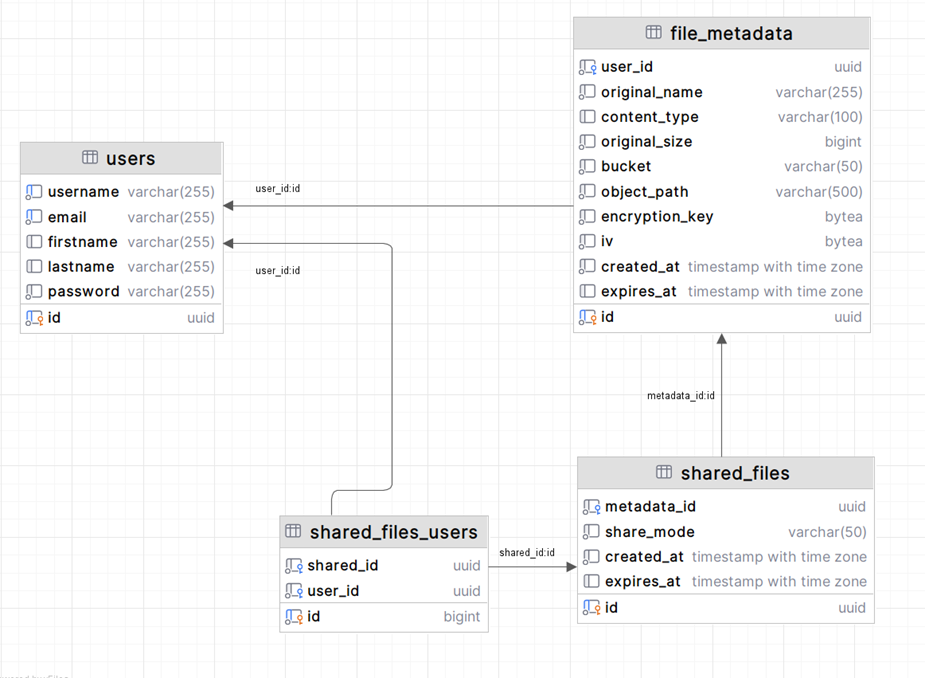 file_metadata
user_id uuid
original_name varchar(255)
content_type varchar(100)
original_size bigint
bucket varchar(50)
object_path varchar(500)
encryption_key bytea
iv bytea
created_at timestamp with time zone
expires_at timestamp with time zone
id uuid
users
username varchar(255)
email varchar(255)
firstname varchar(255)
lastname varchar(255)
password varchar(255)
id uuid
user_id:id
user_id:id
metadata_id:id
shared_files
metadata_id uuid
share_mode varchar(50)
created_at timestamp with time zone
expires_at timestamp with time zone
id uuid
shared_files_users
shared_id uuid
user_id uuid
id bigint
shared_id:id